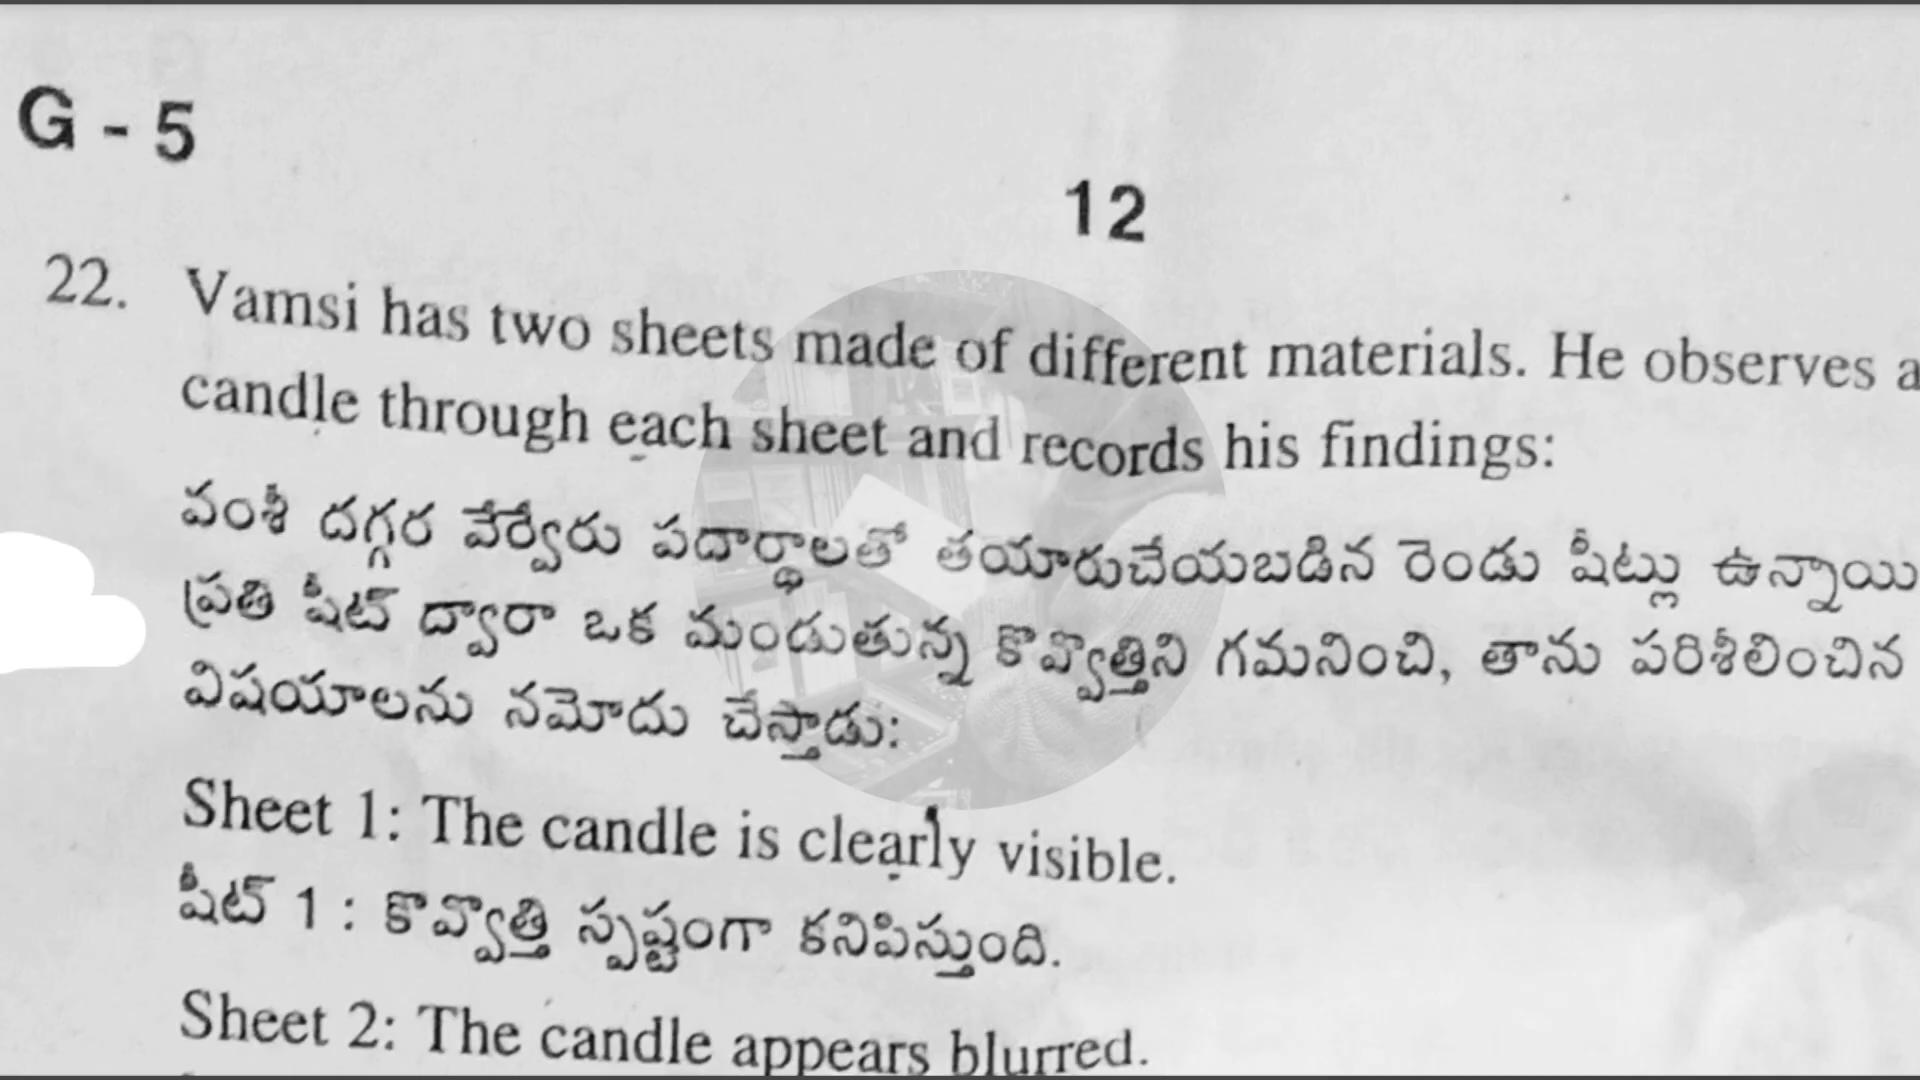 G - 5
12
22. Vamsi has two sheets made of different materials. He observes a
candle through each sheet and records his findings:
వంశీ దగ్గర వేర్వేరు పదార్థాలతో తయారుచేయబడిన రెండు షీట్లు ఉన్నాయి
ప్రతి షీట్ ద్వారా ఒక మండుతున్న కొవ్వొత్తిని గమనించి, తాను పరిశీలించిన
విషయాలను నమోదు చేస్తాడు:
Sheet 1: The candle is clearly visible.
షీట్ 1 : కొవ్వొత్తి స్పష్టంగా కనిపిస్తుంది.
Sheet 2: The candle appears blurred.